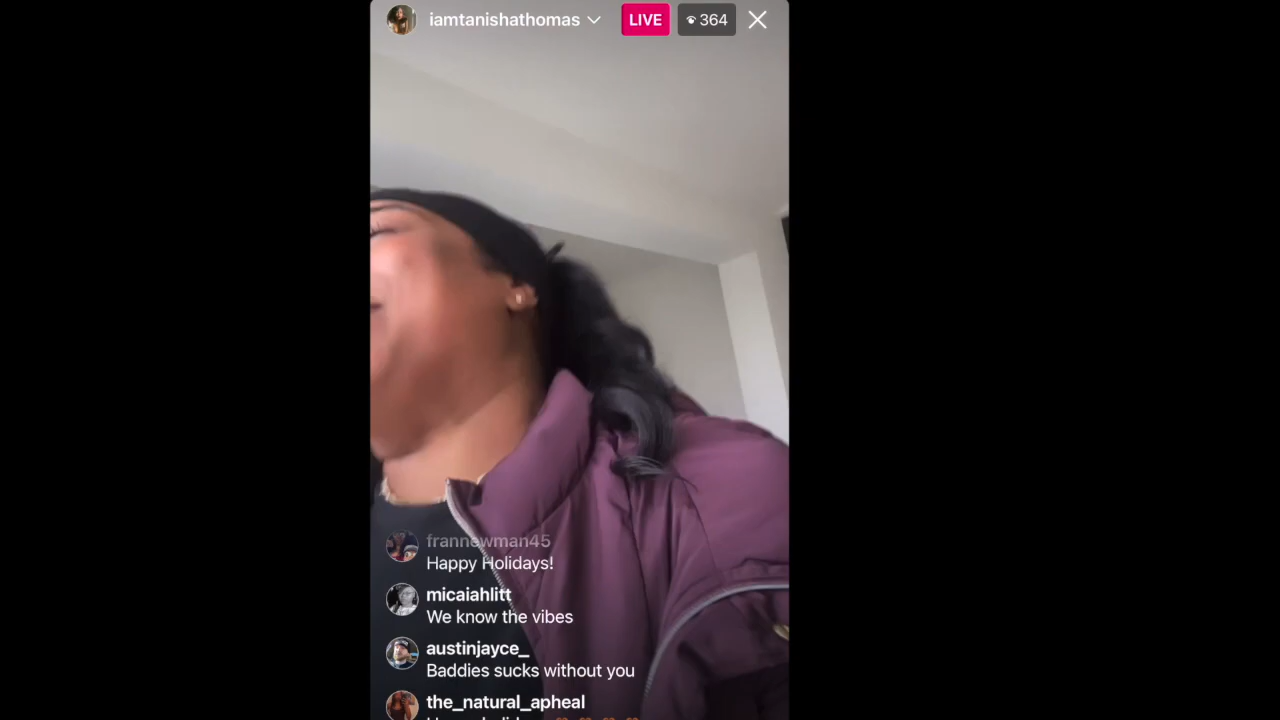 iamtanishathomas
LIVE
364
frannewman45
Happy Holidays!
micaiahlitt
We know the vibes
austinjayce_
Baddies sucks without you
the_natural_apheal